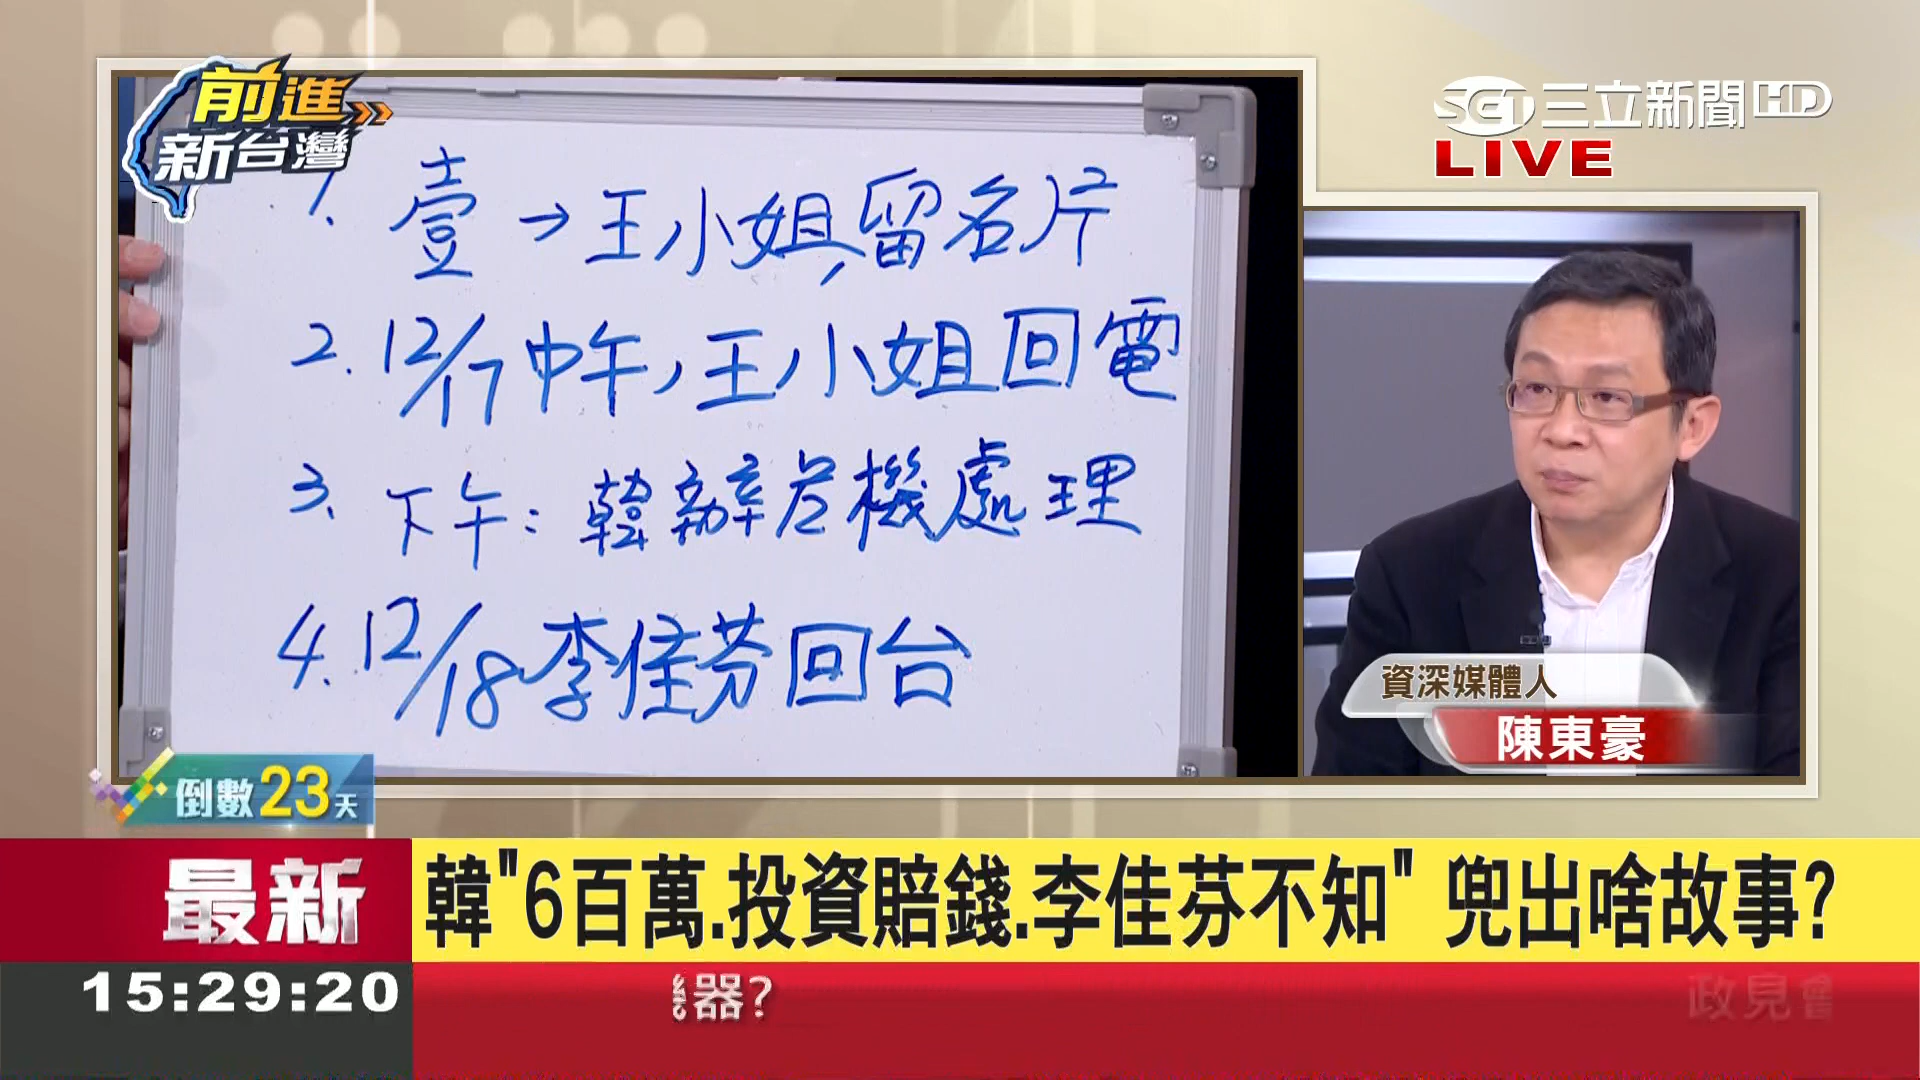 前進
新台灣
SET三立新聞HD
LIVE
1. 壹→王小姐,留名片
2. 12/17中午,王小姐回電
3. 下午:韓辦危機處理
4. 12/18李佳芬回台
資深媒體人
陳東豪
倒數23天
最新
韓"6百萬.投資賠錢.李佳芬不知" 兜出啥故事?
15:29:20
器?
政見會